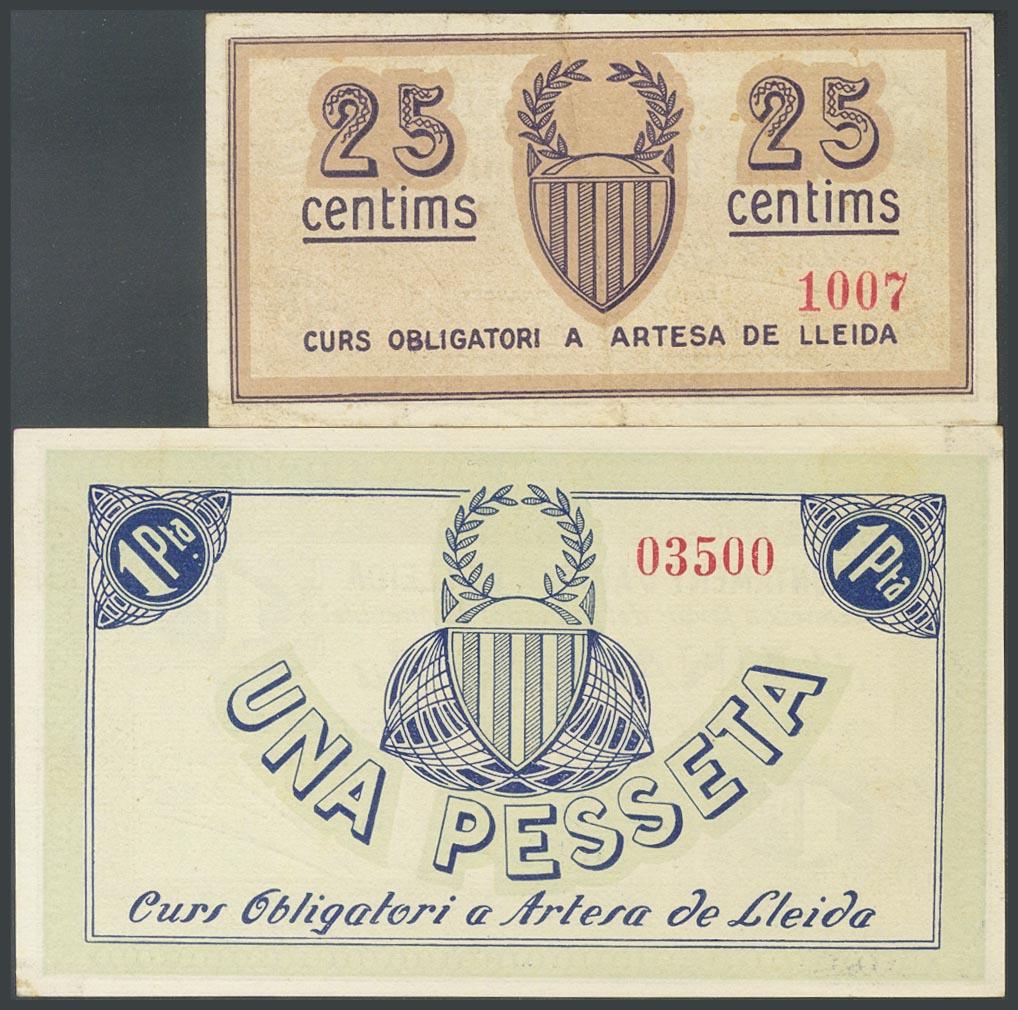 25 25
centims centims
1007
CURS OBLIGATORI A ARTESA DE LLEIDA
1 Pta. 1 Pta
03500
UNA PESSETA
Curs Obligatori a Artesa de Lleida